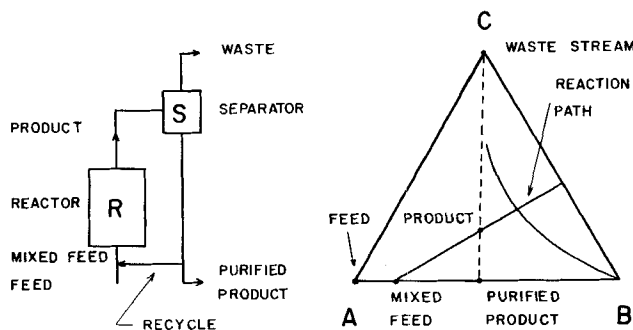 WASTE
S
SEPARATOR
PRODUCT
REACTOR
R
MIXED FEED
FEED
PURIFIED
PRODUCT
RECYCLE
C
WASTE STREAM
REACTION
PATH
FEED
PRODUCT
A
MIXED
FEED
PURIFIED
PRODUCT
B